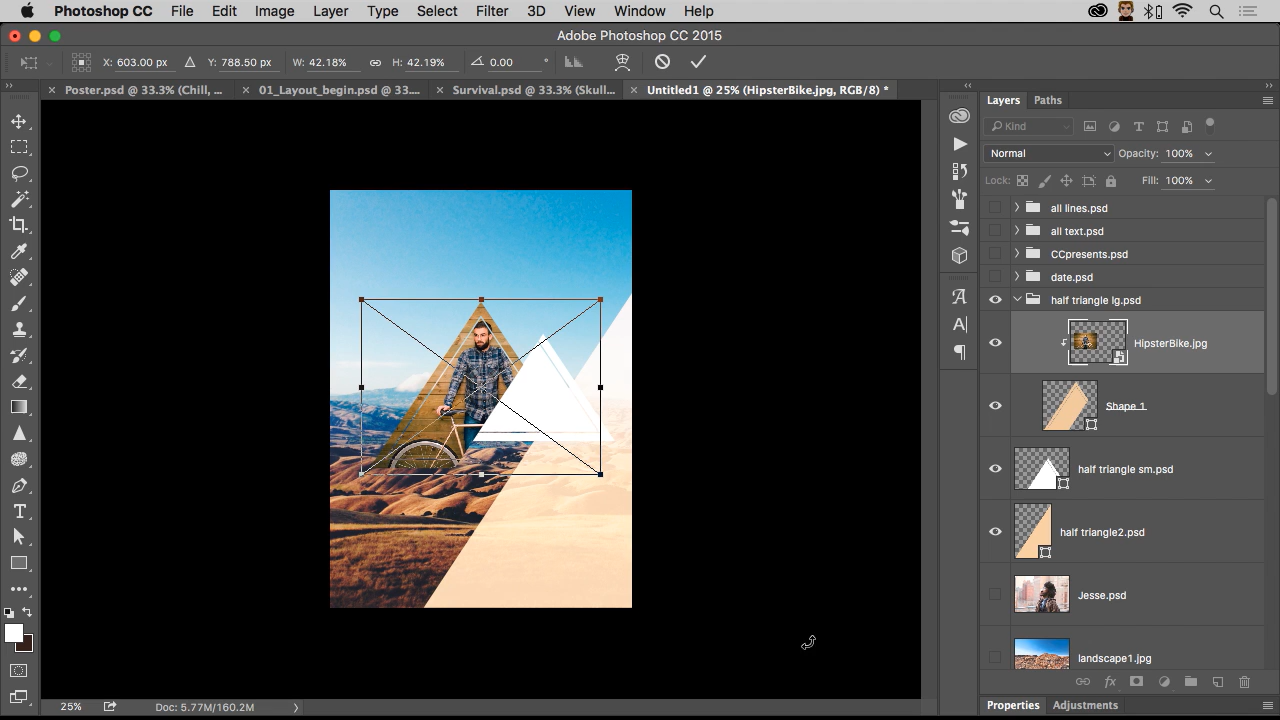 Photoshop CC File Edit Image Layer Type Select Filter 3D View Window Help
Adobe Photoshop CC 2015
X: 603.00 px Y: 788.50 px W: 42.18% H: 42.19% 0.00 °
Poster.psd @ 33.3% (Chill, ... 01_Layout_begin.psd @ 33.... Survival.psd @ 33.3% (Skull... Untitled1 @ 25% (HipsterBike.jpg, RGB/8) *
Layers Paths
Kind
Normal Opacity: 100%
Lock: Fill: 100%
all lines.psd
all text.psd
CCpresents.psd
date.psd
half triangle lg.psd
HipsterBike.jpg
Shape 1
half triangle sm.psd
half triangle2.psd
Jesse.psd
landscape1.jpg
25% Doc: 5.77M/160.2M
Properties Adjustments